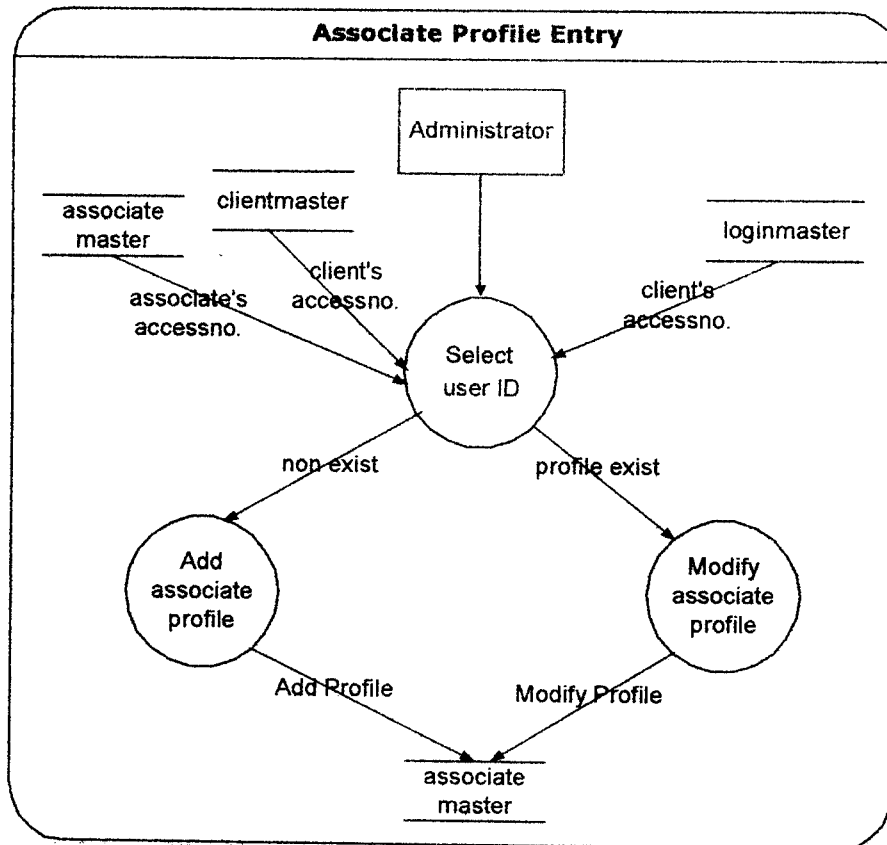 Associate Profile Entry
Administrator
associate
master
clientmaster
loginmaster
client's
accessno.
associate's
accessno.
client's
accessno.
Select
user ID
non exist
profile exist
Add
associate
profile
Modify
associate
profile
Add Profile
Modify Profile
associate
master